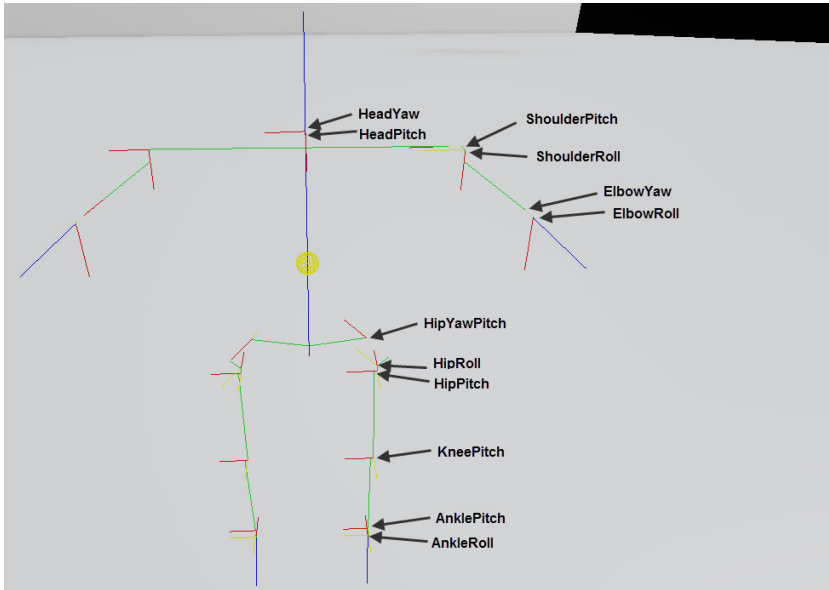 HeadYaw
HeadPitch
ShoulderPitch
ShoulderRoll
ElbowYaw
ElbowRoll
HipYawPitch
HipRoll
HipPitch
KneePitch
AnklePitch
AnkleRoll